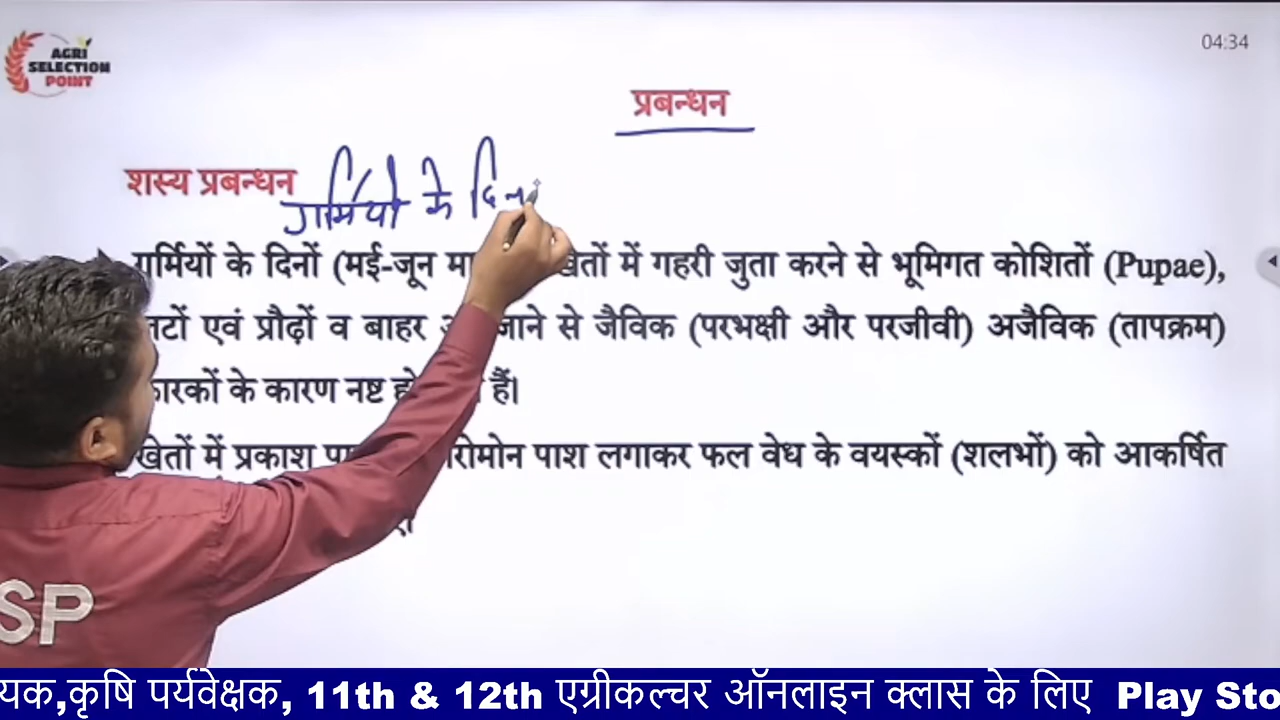 AGRI
SELECTION
POINT
04:34
प्रबन्धन
शस्य प्रबन्धन गर्मियों के दिन
गर्मियों के दिनों (मई-जून में गहरी जुता करने से भूमिगत कोशितों (Pupae),
एवं प्रौढ़ों व बाहर जाने से जैविक (परभक्षी और परजीवी) अजैविक (तापक्रम)
के कारण नष्ट हैं।
खेतों में प्रकाश पाश लगाकर फल वेध के वयस्कों (शलभों) को आकर्षित
SP
यक,कृषि पर्यवेक्षक, 11th & 12th एग्रीकल्चर ऑनलाइन क्लास के लिए Play Sto